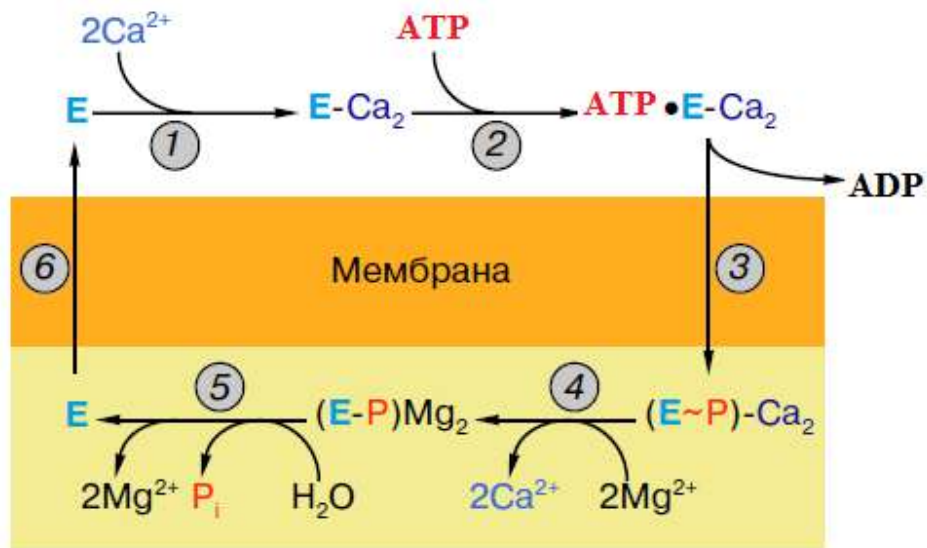 2Ca²⁺ ATP
E E-Ca₂ ATP •E-Ca₂
1 2
ADP
6 Мембрана 3
5 4
E (E-P)Mg₂ (E~P)-Ca₂
2Mg²⁺ Pᵢ H₂O 2Ca²⁺ 2Mg²⁺